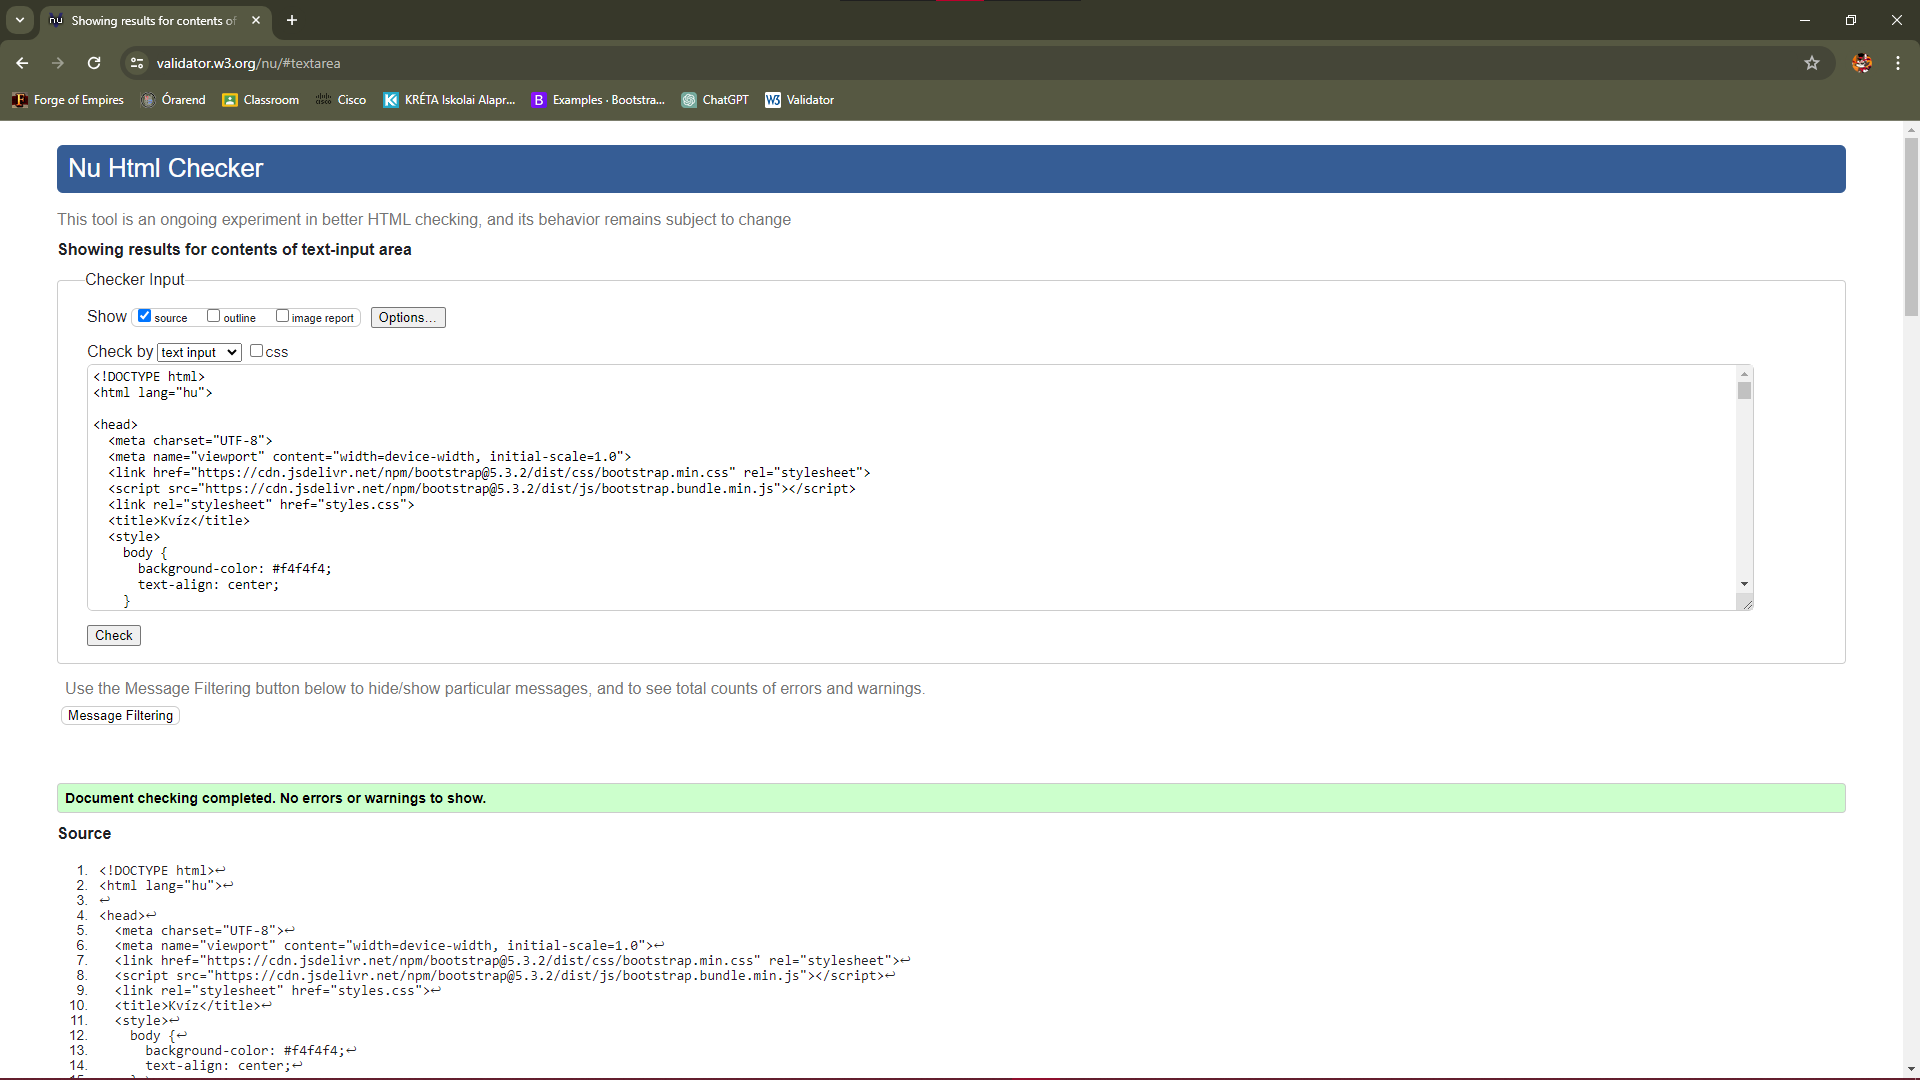 nu Showing results for contents of
validator.w3.org/nu/#textarea
Forge of Empires Órarend Classroom Cisco KRÉTA Iskolai Alapr... B Examples · Bootstra... ChatGPT W3 Validator
Nu Html Checker
This tool is an ongoing experiment in better HTML checking, and its behavior remains subject to change
Showing results for contents of text-input area
Checker Input
Show source outline image report Options...
Check by text input css
<!DOCTYPE html>
<html lang="hu">
<head>
<meta charset="UTF-8">
<meta name="viewport" content="width=device-width, initial-scale=1.0">
<link href="https://cdn.jsdelivr.net/npm/bootstrap@5.3.2/dist/css/bootstrap.min.css" rel="stylesheet">
<script src="https://cdn.jsdelivr.net/npm/bootstrap@5.3.2/dist/js/bootstrap.bundle.min.js"></script>
<link rel="stylesheet" href="styles.css">
<title>Kvíz</title>
<style>
body {
background-color: #f4f4f4;
text-align: center;
}
Check
Use the Message Filtering button below to hide/show particular messages, and to see total counts of errors and warnings.
Message Filtering
Document checking completed. No errors or warnings to show.
Source
1. <!DOCTYPE html>↩
2. <html lang="hu">↩
3. ↩
4. <head>↩
5. <meta charset="UTF-8">↩
6. <meta name="viewport" content="width=device-width, initial-scale=1.0">↩
7. <link href="https://cdn.jsdelivr.net/npm/bootstrap@5.3.2/dist/css/bootstrap.min.css" rel="stylesheet">↩
8. <script src="https://cdn.jsdelivr.net/npm/bootstrap@5.3.2/dist/js/bootstrap.bundle.min.js"></script>↩
9. <link rel="stylesheet" href="styles.css">↩
10. <title>Kvíz</title>↩
11. <style>↩
12. body {↩
13. background-color: #f4f4f4;↩
14. text-align: center;↩